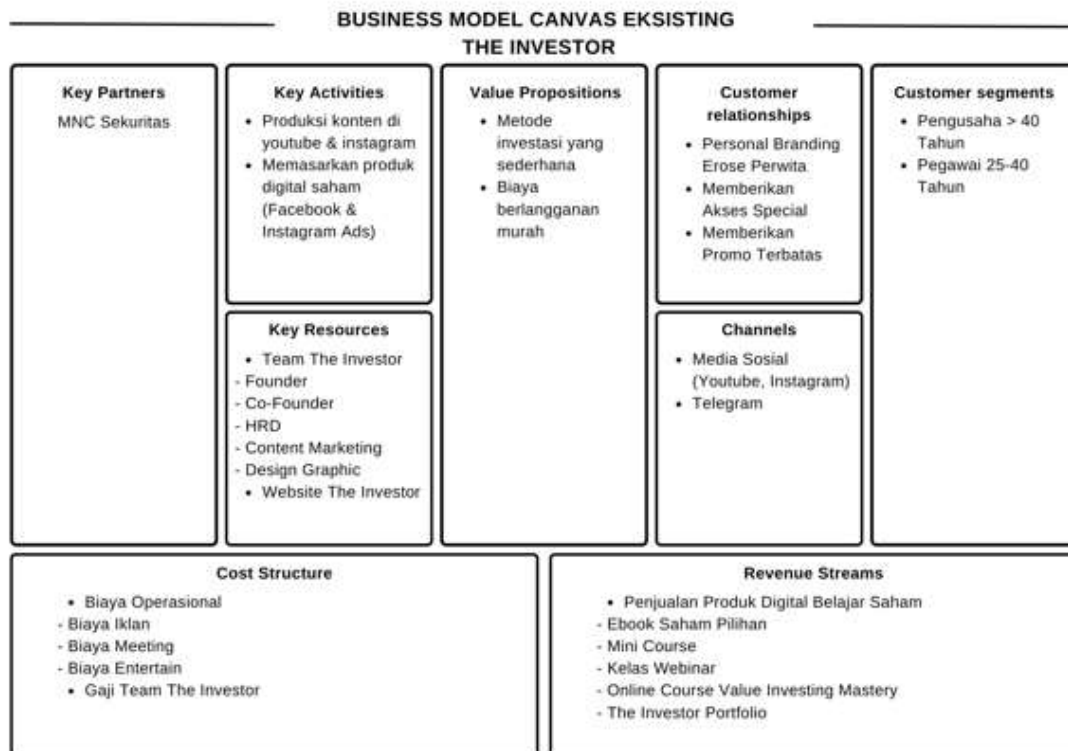 BUSINESS MODEL CANVAS EKSISTING
THE INVESTOR
Key Partners
MNC Sekuritas
Key Activities
• Produksi konten di
youtube & instagram
• Memasarkan produk
digital saham
(Facebook &
Instagram Ads)
Key Resources
• Team The Investor
- Founder
- Co-Founder
- HRD
- Content Marketing
- Design Graphic
• Website The Investor
Value Propositions
• Metode
investasi yang
sederhana
• Biaya
berlangganan
murah
Customer
relationships
• Personal Branding
Erose Perwita
• Memberikan
Akses Special
• Memberikan
Promo Terbatas
Channels
• Media Sosial
(Youtube, Instagram)
• Telegram
Customer segments
• Pengusaha > 40
Tahun
• Pegawai 25-40
Tahun
Cost Structure
• Biaya Operasional
- Biaya Iklan
- Biaya Meeting
- Biaya Entertain
• Gaji Team The Investor
Revenue Streams
• Penjualan Produk Digital Belajar Saham
- Ebook Saham Pilihan
- Mini Course
- Kelas Webinar
- Online Course Value Investing Mastery
- The Investor Portfolio